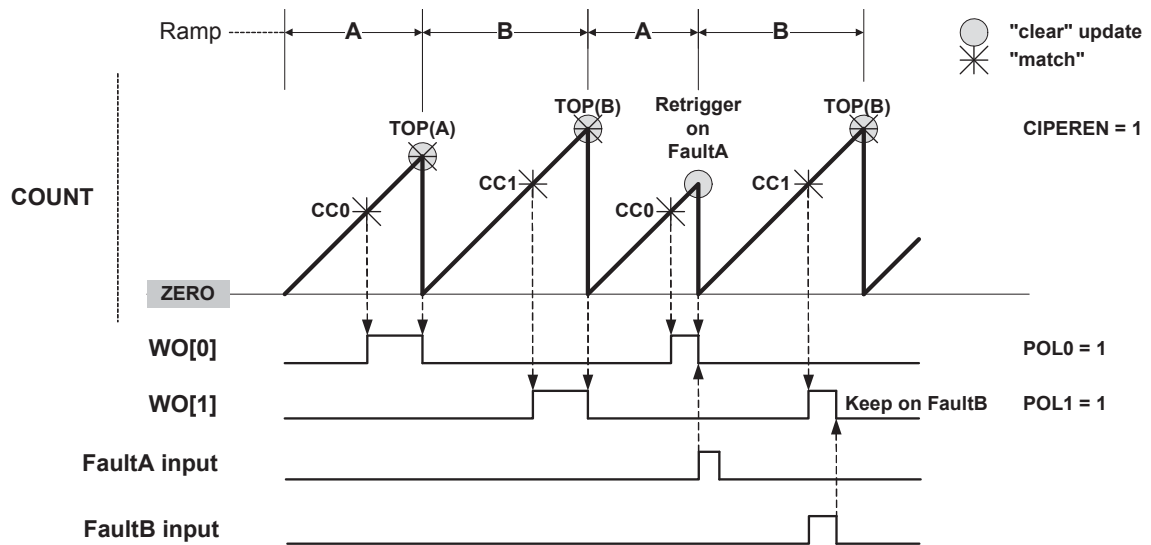 Ramp
A
B
A
B
"clear" update
"match"
TOP(A)
TOP(B)
Retrigger
on
FaultA
TOP(B)
CIPEREN = 1
COUNT
CC0
CC1
CC0
CC1
ZERO
WO[0]
POL0 = 1
WO[1]
Keep on FaultB
POL1 = 1
FaultA input
FaultB input